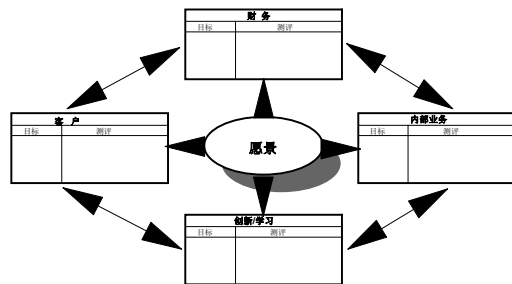 财 务
目标 测评
客 户
目标 测评
内部业务
目标 测评
愿景
创新/学习
目标 测评